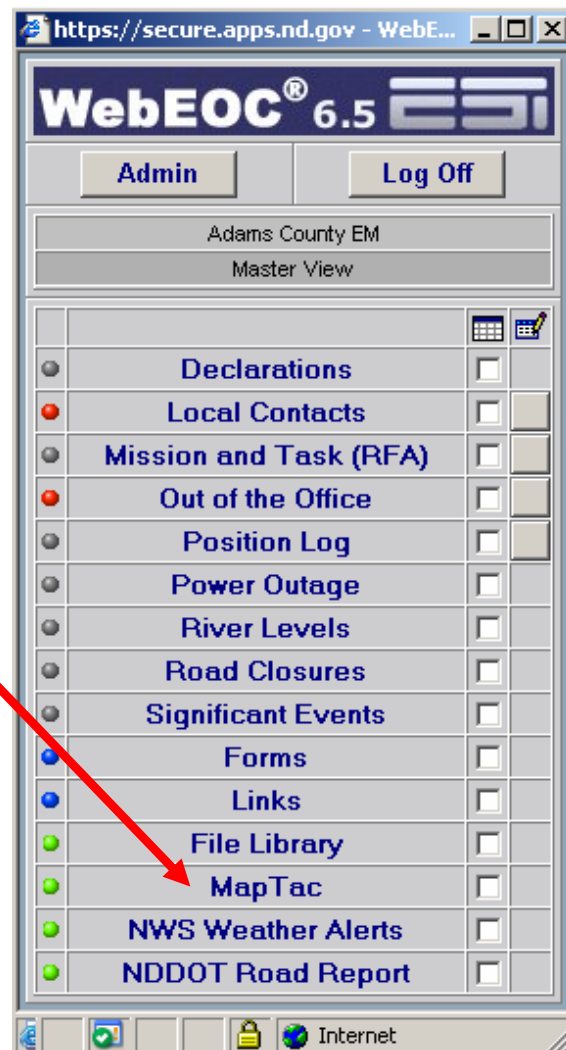 https://secure.apps.nd.gov - WebE...
WebEOC® 6.5 ESi
Admin Log Off
Adams County EM
Master View
Declarations
Local Contacts
Mission and Task (RFA)
Out of the Office
Position Log
Power Outage
River Levels
Road Closures
Significant Events
Forms
Links
File Library
MapTac
NWS Weather Alerts
NDDOT Road Report
Internet